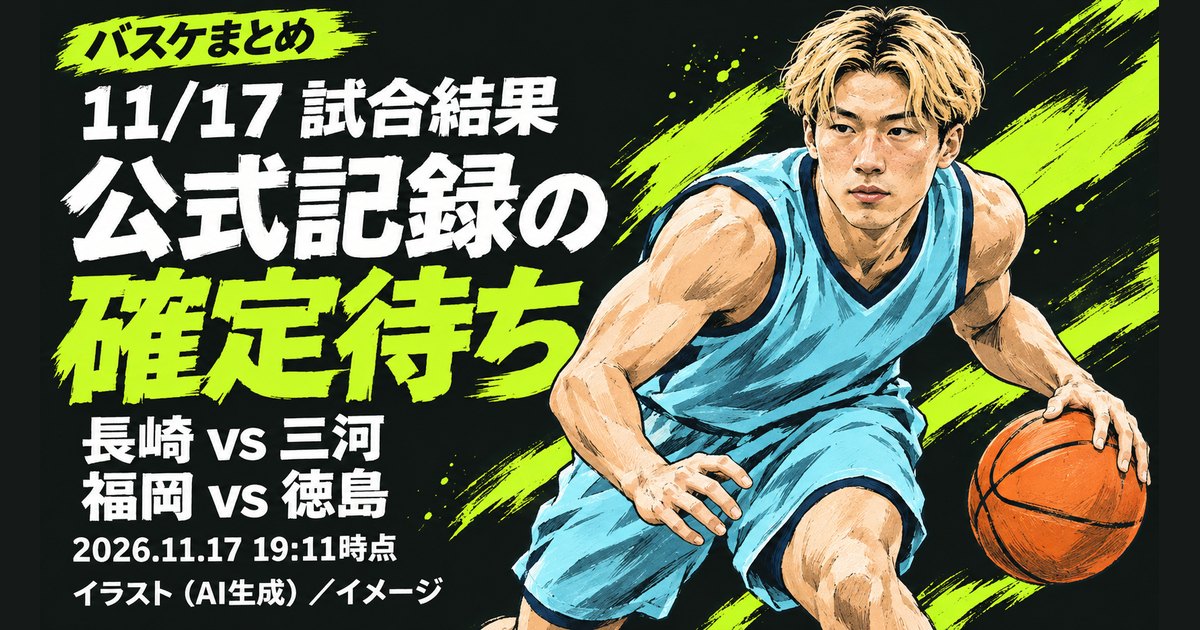 バスケまとめ
11/17 試合結果
公式記録の
確定待ち
長崎 vs 三河
福岡 vs 徳島
2026.11.17 19:11時点
イラスト（AI生成）／イメージ